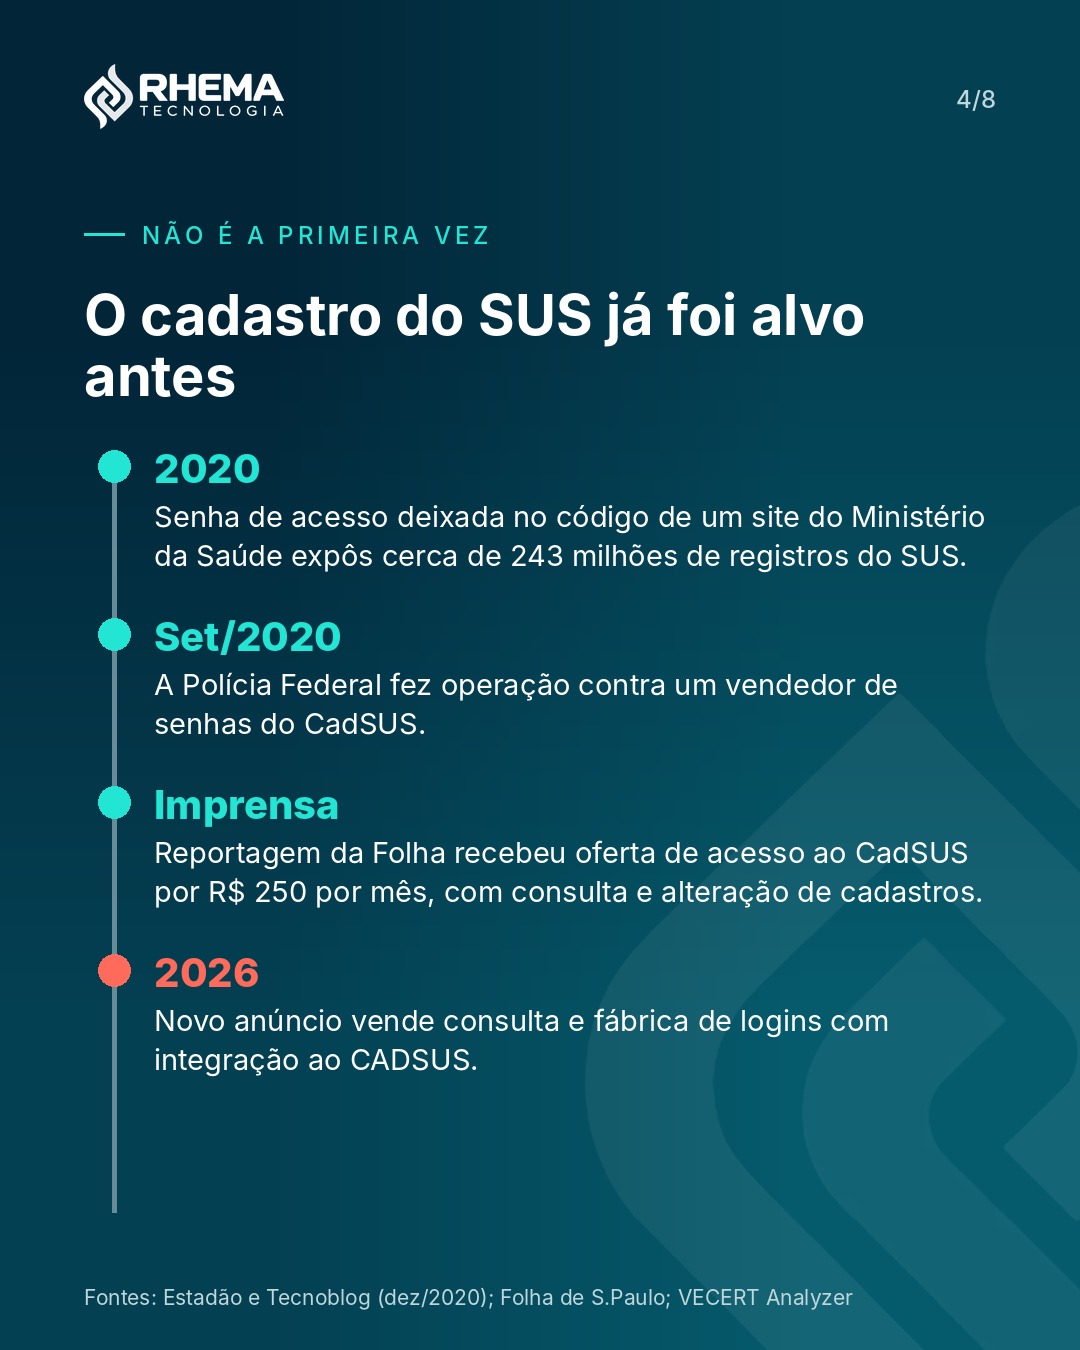 RHEMA
TECNOLOGIA
4/8
NÃO É A PRIMEIRA VEZ
O cadastro do SUS já foi alvo
antes
2020
Senha de acesso deixada no código de um site do Ministério
da Saúde expôs cerca de 243 milhões de registros do SUS.
Set/2020
A Polícia Federal fez operação contra um vendedor de
senhas do CadSUS.
Imprensa
Reportagem da Folha recebeu oferta de acesso ao CadSUS
por R$ 250 por mês, com consulta e alteração de cadastros.
2026
Novo anúncio vende consulta e fábrica de logins com
integração ao CADSUS.
Fontes: Estadão e Tecnoblog (dez/2020); Folha de S.Paulo; VECERT Analyzer